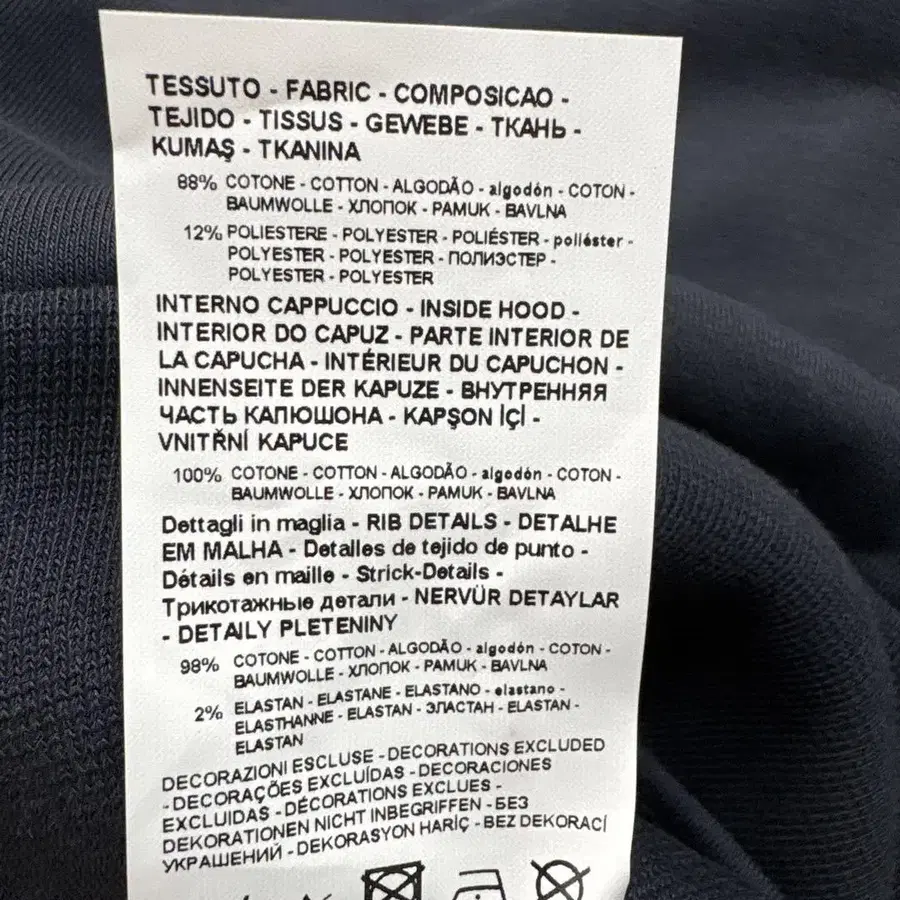 TESSUTO - FABRIC - COMPOSICAO -
TEJIDO - TISSUS - GEWEBE - ТКАНЬ -
KUMAŞ - TKANINA
88% COTONE - COTTON - ALGODÃO - algodón - COTON -
BAUMWOLLE - ХЛОПОК - PAMUK - BAVLNA
12% POLIESTERE - POLYESTER - POLIÉSTER - poliéster -
POLYESTER - POLYESTER - ПОЛИЭСТЕР -
POLYESTER - POLYESTER
INTERNO CAPPUCCIO - INSIDE HOOD -
INTERIOR DO CAPUZ - PARTE INTERIOR DE
LA CAPUCHA - INTÉRIEUR DU CAPUCHON -
INNENSEITE DER KAPUZE - ВНУТРЕННЯЯ
ЧАСТЬ КАПЮШОНА - KAPŞON İÇİ -
VNITŘNÍ KAPUCE
100% COTONE - COTTON - ALGODÃO - algodón - COTON -
BAUMWOLLE - ХЛОПОК - PAMUK - BAVLNA
Dettagli in maglia - RIB DETAILS - DETALHE
EM MALHA - Detalles de tejido de punto -
Détails en maille - Strick-Details -
Трикотажные детали - NERVÜR DETAYLAR
- DETAILY PLETENINY
98% COTONE - COTTON - ALGODÃO - algodón - COTON -
BAUMWOLLE - ХЛОПОК - PAMUK - BAVLNA
2% ELASTAN - ELASTANE - ELASTANO - elastano -
ELASTHANNE - ELASTAN - ЭЛАСТАН - ELASTAN -
ELASTAN
DECORAZIONI ESCLUSE - DECORATIONS EXCLUDED
- DECORAÇÕES EXCLUÍDAS - DECORACIONES
EXCLUIDAS - DÉCORATIONS EXCLUES -
DEKORATIONEN NICHT INBEGRIFFEN - БЕЗ
УКРАШЕНИЙ - DEKORASYON HARİÇ - BEZ DEKORACÍ